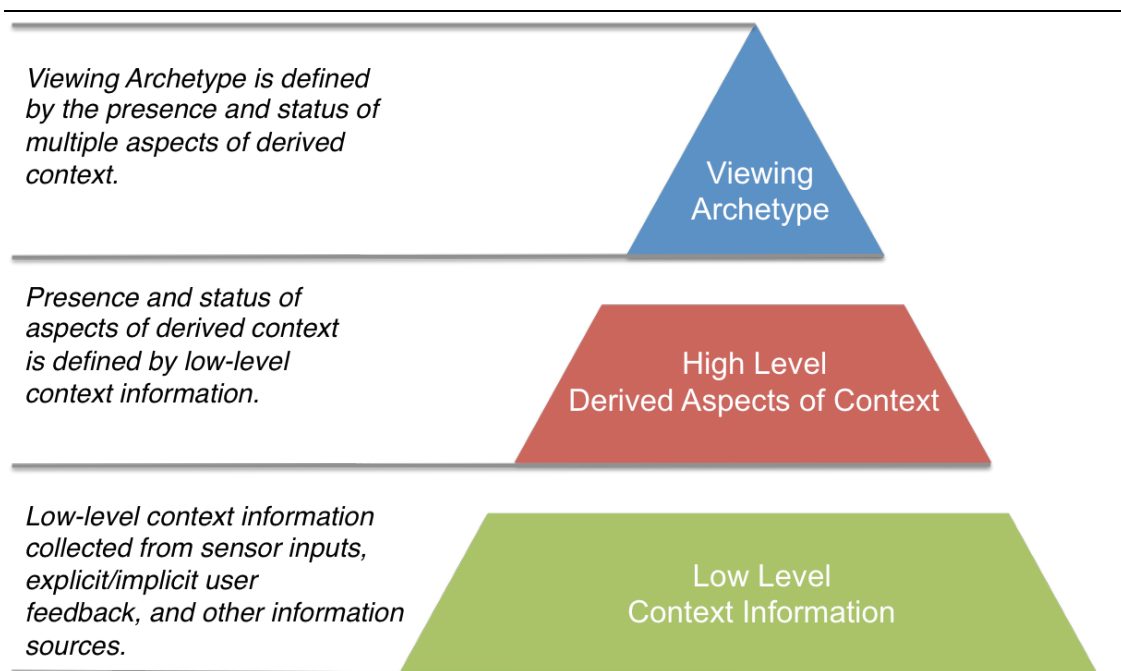 Viewing Archetype is defined
by the presence and status of
multiple aspects of derived
context.
Viewing
Archetype
Presence and status of
aspects of derived context
is defined by low-level
context information.
High Level
Derived Aspects of Context
Low-level context information
collected from sensor inputs,
explicit/implicit user
feedback, and other information
sources.
Low Level
Context Information